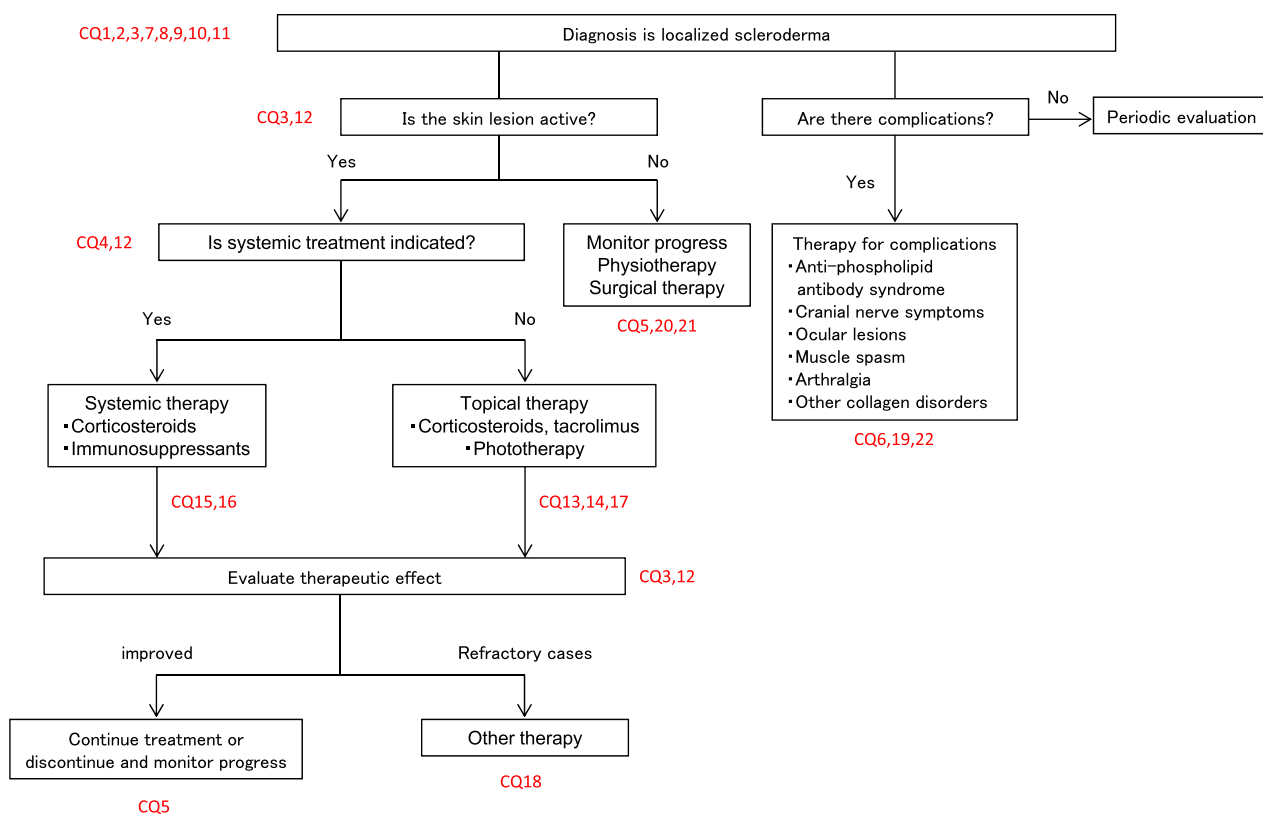 CQ1,2,3,7,8,9,10,11
Diagnosis is localized scleroderma
CQ3,12
Is the skin lesion active?
Are there complications?
No
Periodic evaluation
Yes
No
Yes
CQ4,12
Is systemic treatment indicated?
Monitor progress
Physiotherapy
Surgical therapy
CQ5,20,21
Therapy for complications
・Anti-phospholipid
antibody syndrome
・Cranial nerve symptoms
・Ocular lesions
・Muscle spasm
・Arthralgia
・Other collagen disorders
CQ6,19,22
Yes
No
Systemic therapy
・Corticosteroids
・Immunosuppressants
CQ15,16
Topical therapy
・Corticosteroids, tacrolimus
・Phototherapy
CQ13,14,17
Evaluate therapeutic effect
CQ3,12
improved
Refractory cases
Continue treatment or
discontinue and monitor progress
CQ5
Other therapy
CQ18